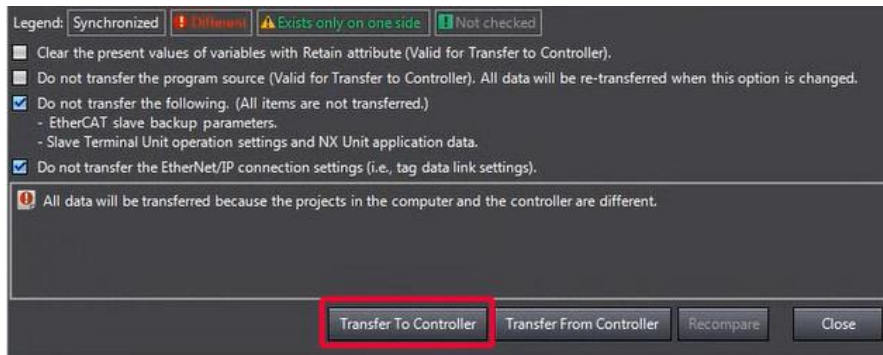 Legend: Synchronized Different Exists only on one side Not checked
Clear the present values of variables with Retain attribute (Valid for Transfer to Controller).
Do not transfer the program source (Valid for Transfer to Controller). All data will be re-transferred when this option is changed.
Do not transfer the following. (All items are not transferred.)
- EtherCAT slave backup parameters.
- Slave Terminal Unit operation settings and NX Unit application data.
Do not transfer the EtherNet/IP connection settings (i.e., tag data link settings).
All data will be transferred because the projects in the computer and the controller are different.
Transfer To Controller Transfer From Controller Recompare Close